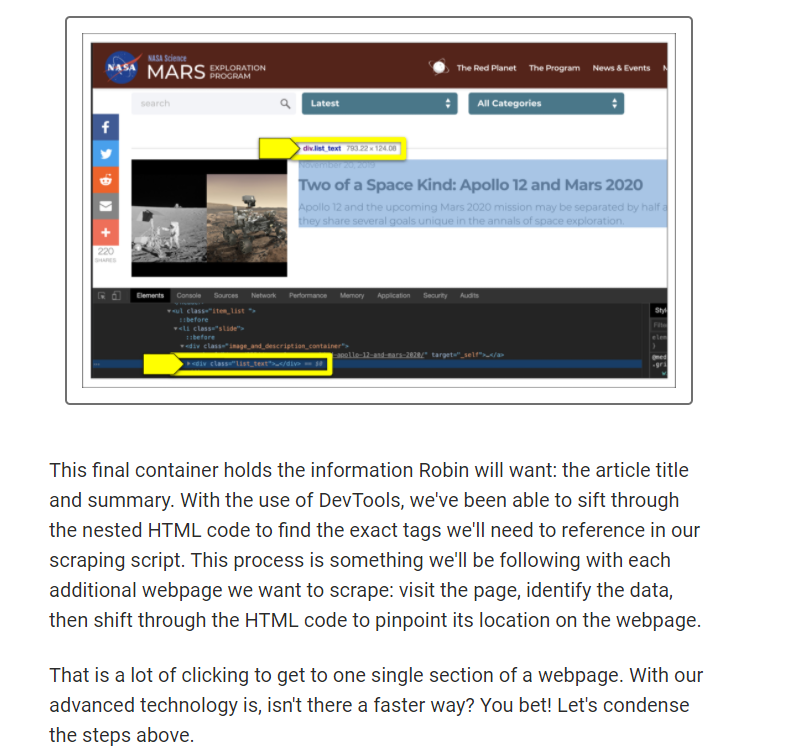 NASA
NASA Science
MARS EXPLORATION PROGRAM
The Red Planet The Program News & Events
search Latest All Categories
div.list_text 793.22 × 124.08
Two of a Space Kind: Apollo 12 and Mars 2020
Apollo 12 and the upcoming Mars 2020 mission may be separated by half a
they share several goals unique in the annals of space exploration.
220
SHARES
Elements Console Sources Network Performance Memory Application Security Audits
▼<ul class="item_list ">
::before
▼<li class="slide">
::before
▼<div class="image_and_description_container">
-apollo-12-and-mars-2020/" target="_self">…</a>
▶<div class="list_text">…</div> == $0
This final container holds the information Robin will want: the article title
and summary. With the use of DevTools, we've been able to sift through
the nested HTML code to find the exact tags we'll need to reference in our
scraping script. This process is something we'll be following with each
additional webpage we want to scrape: visit the page, identify the data,
then shift through the HTML code to pinpoint its location on the webpage.
That is a lot of clicking to get to one single section of a webpage. With our
advanced technology is, isn't there a faster way? You bet! Let's condense
the steps above.